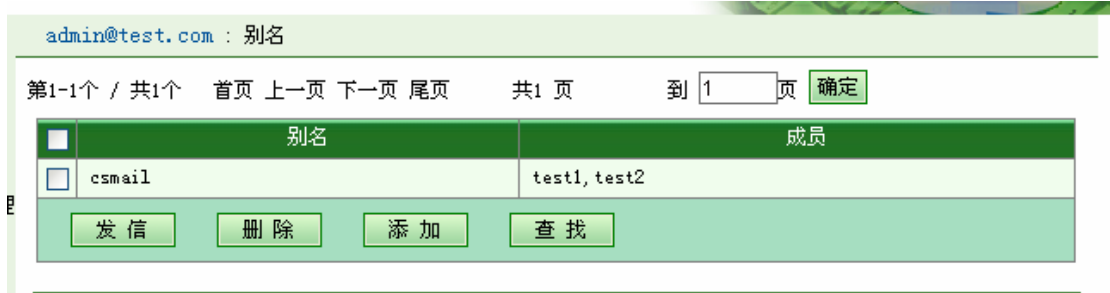 admin@test.com : 别名
第1-1个 / 共1个 首页 上一页 下一页 尾页 共1 页 到 1 页 确定
别名 成员
csmail test1,test2
发 信 删 除 添 加 查 找